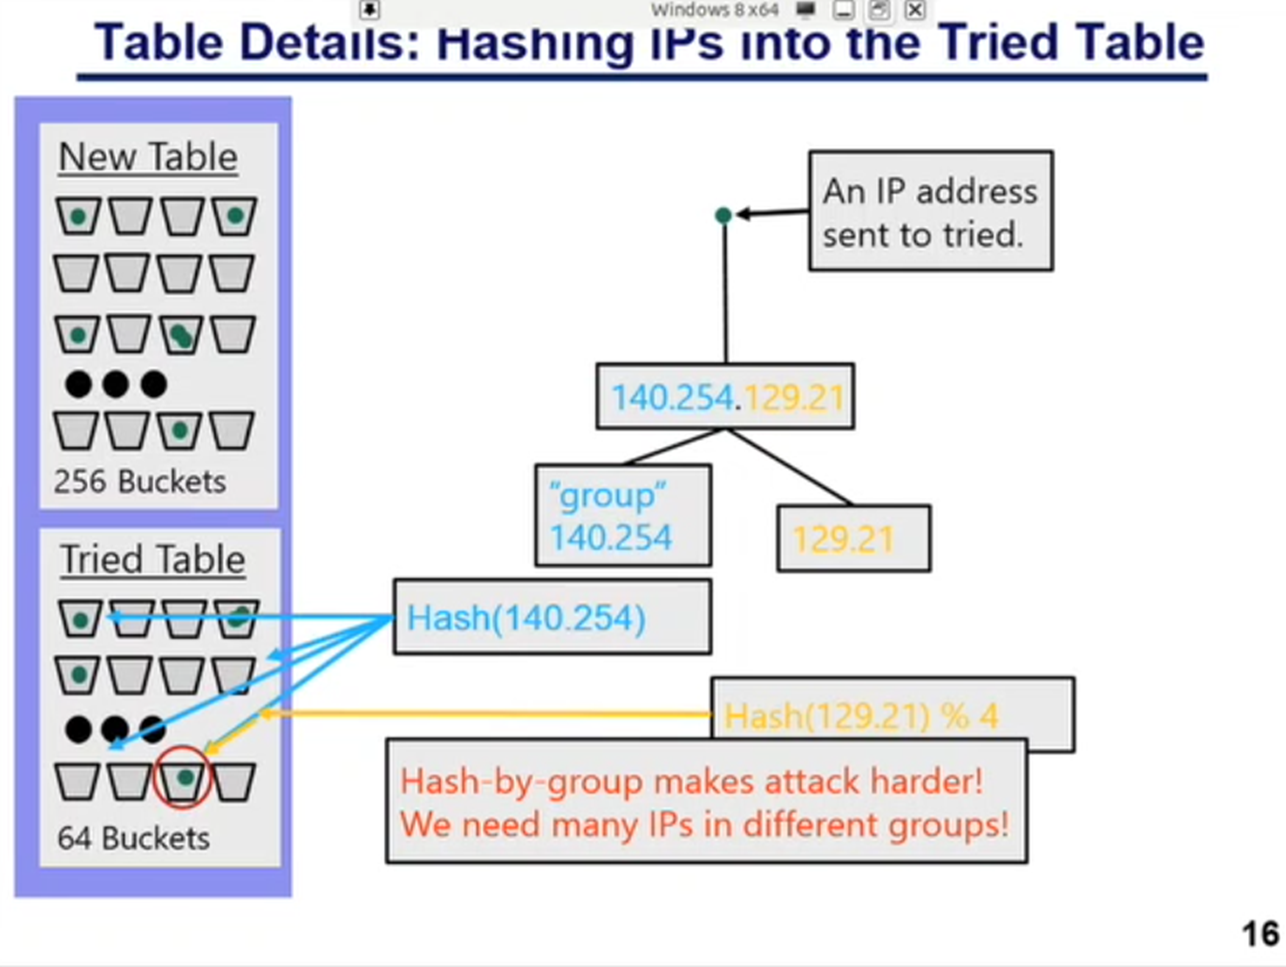 Windows 8 x64
Table Details: Hashing IPs into the Tried Table
New Table
256 Buckets
Tried Table
64 Buckets
An IP address
sent to tried.
140.254.129.21
"group"
140.254
129.21
Hash(140.254)
Hash(129.21) % 4
Hash-by-group makes attack harder!
We need many IPs in different groups!
16